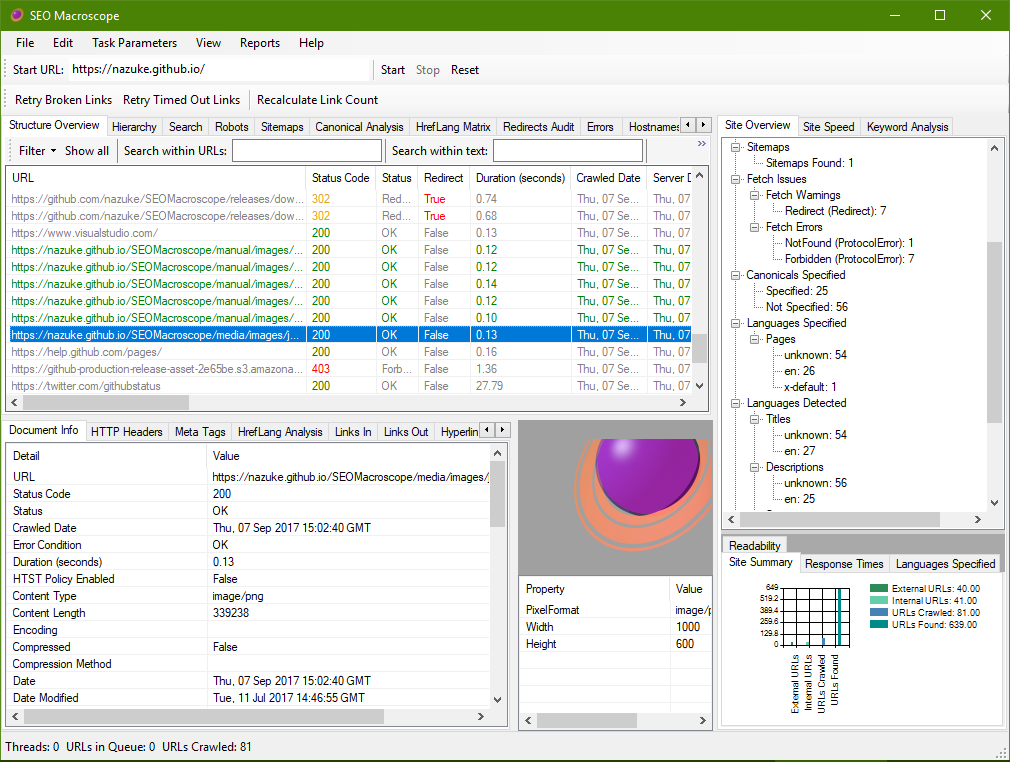 SEO Macroscope
File Edit Task Parameters View Reports Help
Start URL: https://nazuke.github.io/ Start Stop Reset
Retry Broken Links Retry Timed Out Links Recalculate Link Count
Structure Overview Hierarchy Search Robots Sitemaps Canonical Analysis HrefLang Matrix Redirects Audit Errors Hostnames
Filter Show all Search within URLs: Search within text: »
URL Status Code Status Redirect Duration (seconds) Crawled Date Server D
https://github.com/nazuke/SEOMacroscope/releases/dow... 302 Red... True 0.74 Thu, 07 Se... Thu, 07
https://github.com/nazuke/SEOMacroscope/releases/dow... 302 Red... True 0.68 Thu, 07 Se... Thu, 07
https://www.visualstudio.com/ 200 OK False 0.13 Thu, 07 Se... Thu, 07
https://nazuke.github.io/SEOMacroscope/manual/images/... 200 OK False 0.12 Thu, 07 Se... Thu, 07
https://nazuke.github.io/SEOMacroscope/manual/images/... 200 OK False 0.12 Thu, 07 Se... Thu, 07
https://nazuke.github.io/SEOMacroscope/manual/images/... 200 OK False 0.14 Thu, 07 Se... Thu, 07
https://nazuke.github.io/SEOMacroscope/manual/images/... 200 OK False 0.12 Thu, 07 Se... Thu, 07
https://nazuke.github.io/SEOMacroscope/manual/images/... 200 OK False 0.10 Thu, 07 Se... Thu, 07
https://nazuke.github.io/SEOMacroscope/media/images/j... 200 OK False 0.13 Thu, 07 Se... Thu, 07
https://help.github.com/pages/ 200 OK False 0.16 Thu, 07 Se... Thu, 07
https://github-production-release-asset-2e65be.s3.amazona... 403 Forb... False 1.36 Thu, 07 Se... Thu, 07
https://twitter.com/githubstatus 200 OK False 27.79 Thu, 07 Se... Thu, 07
Document Info HTTP Headers Meta Tags HrefLang Analysis Links In Links Out Hyperlin
Detail Value
URL https://nazuke.github.io/SEOMacroscope/media/images/j
Status Code 200
Status OK
Crawled Date Thu, 07 Sep 2017 15:02:40 GMT
Error Condition OK
Duration (seconds) 0.13
HTST Policy Enabled False
Content Type image/png
Content Length 339238
Encoding
Compressed False
Compression Method
Date Thu, 07 Sep 2017 15:02:40 GMT
Date Modified Tue, 11 Jul 2017 14:46:55 GMT
Property Value
PixelFormat image/p
Width 1000
Height 600
Site Overview Site Speed Keyword Analysis
Sitemaps
Sitemaps Found: 1
Fetch Issues
Fetch Warnings
Redirect (Redirect): 7
Fetch Errors
NotFound (ProtocolError): 1
Forbidden (ProtocolError): 7
Canonicals Specified
Specified: 25
Not Specified: 56
Languages Specified
Pages
unknown: 54
en: 26
x-default: 1
Languages Detected
Titles
unknown: 54
en: 27
Descriptions
unknown: 56
en: 25
Readability
Site Summary Response Times Languages Specified
649
519.2
389.4
259.6
129.8
0
External URLs
Internal URLs
URLs Crawled
URLs Found
External URLs: 40.00
Internal URLs: 41.00
URLs Crawled: 81.00
URLs Found: 639.00
Threads: 0 URLs in Queue: 0 URLs Crawled: 81